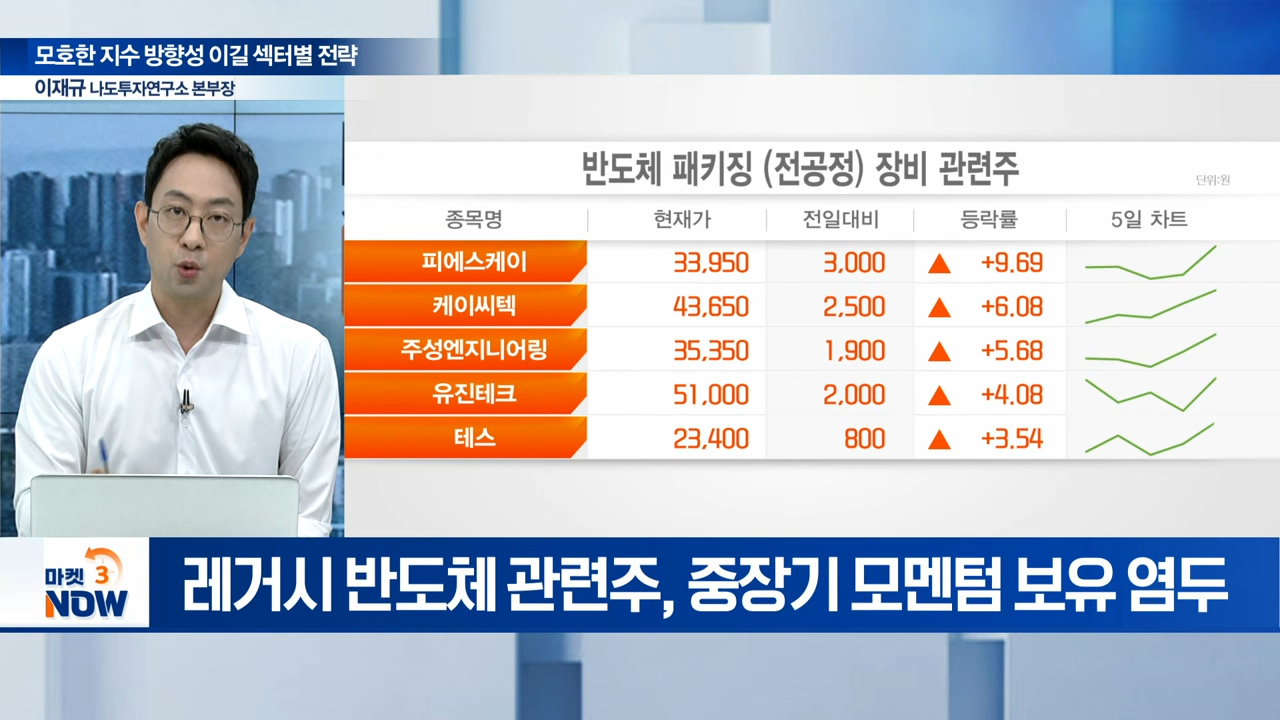 모호한 지수 방향성 이길 섹터별 전략
이재규 나도투자연구소 본부장
반도체 패키징 (전공정) 장비 관련주
단위:원
종목명 현재가 전일대비 등락률 5일 차트
피에스케이 33,950 3,000 ▲ +9.69
케이씨텍 43,650 2,500 ▲ +6.08
주성엔지니어링 35,350 1,900 ▲ +5.68
유진테크 51,000 2,000 ▲ +4.08
테스 23,400 800 ▲ +3.54
마켓 3
NOW
레거시 반도체 관련주, 중장기 모멘텀 보유 염두